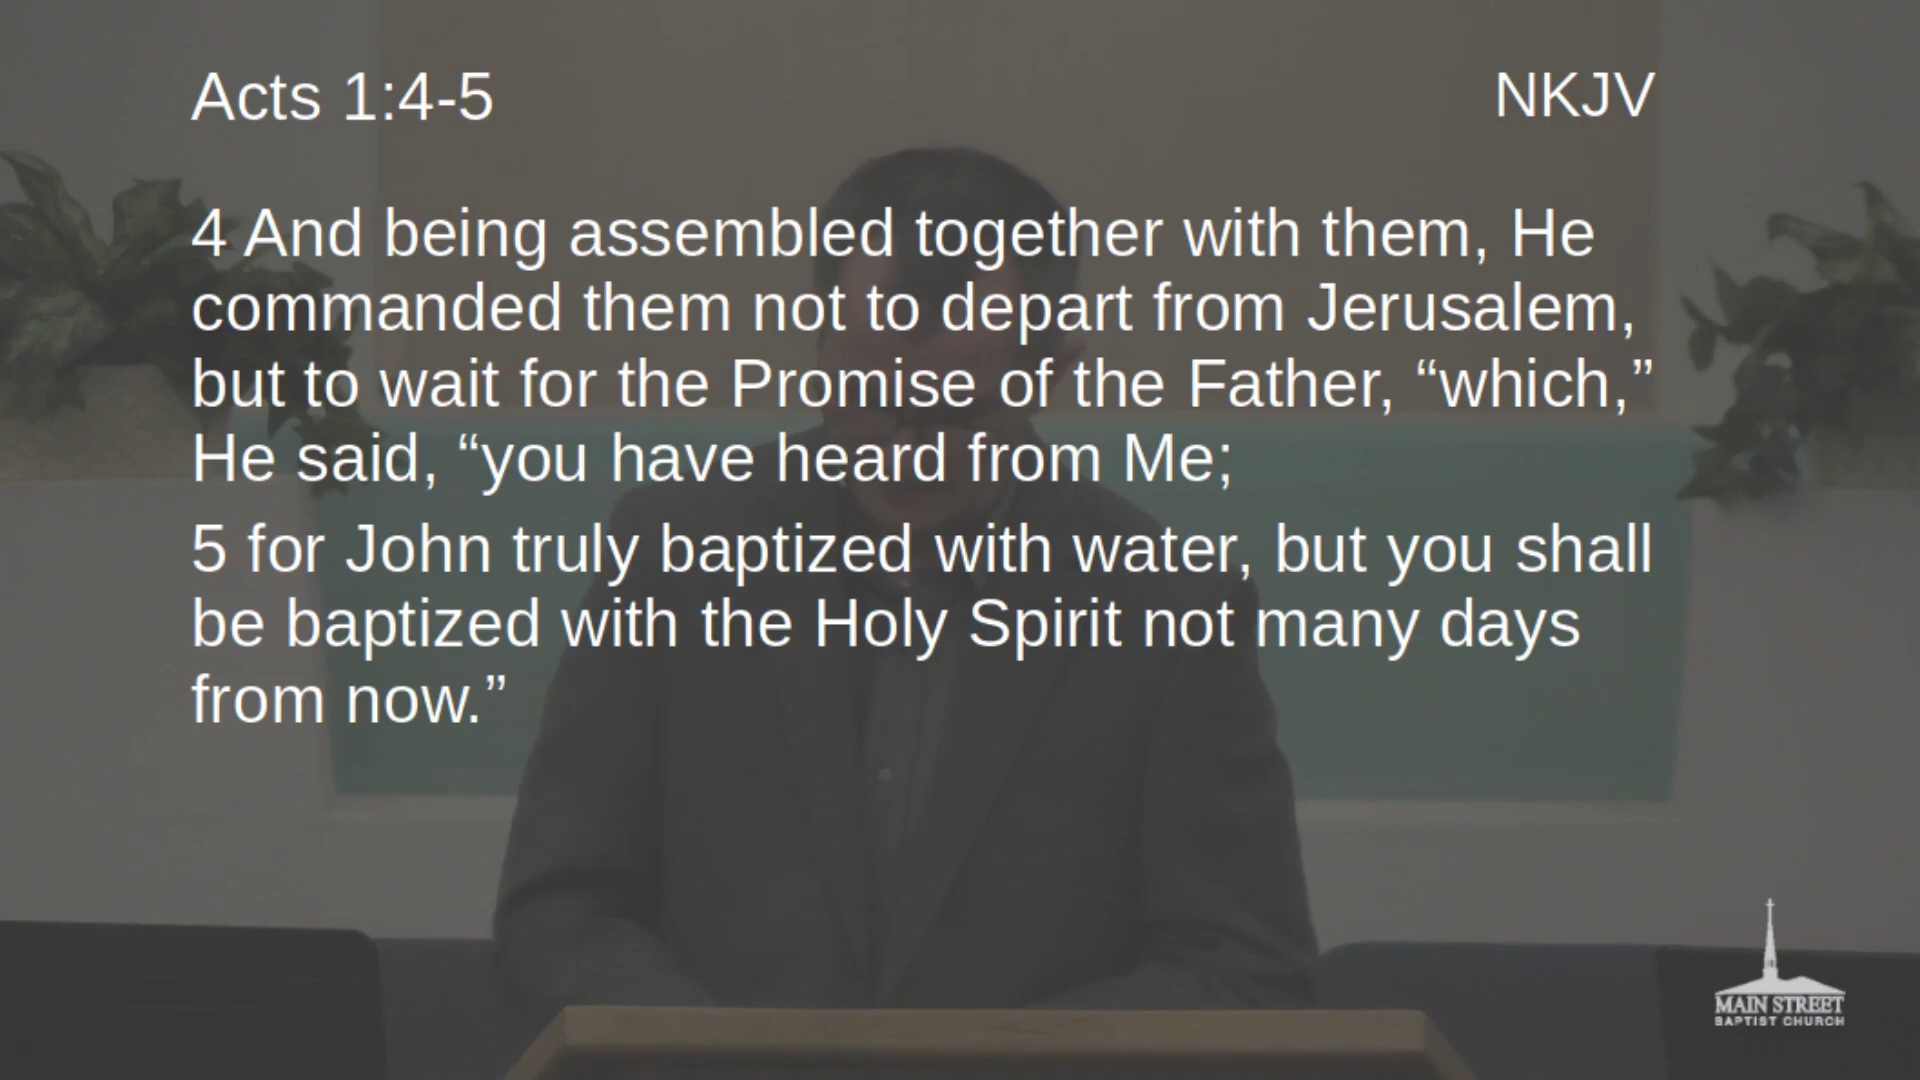 Acts 1:4-5 NKJV
4 And being assembled together with them, He
commanded them not to depart from Jerusalem,
but to wait for the Promise of the Father, “which,”
He said, “you have heard from Me;
5 for John truly baptized with water, but you shall
be baptized with the Holy Spirit not many days
from now.”
MAIN STREET
BAPTIST CHURCH